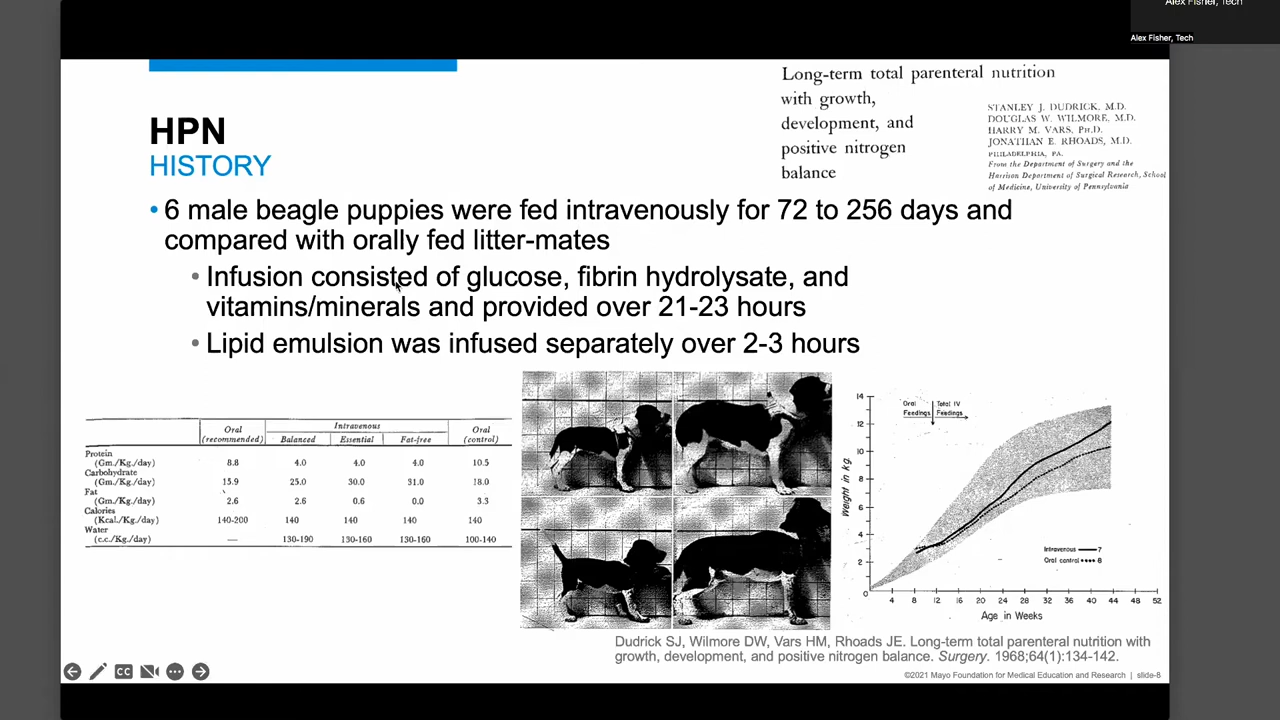 Alex Fisher, Tech
Alex Fisher, Tech
Long-term total parenteral nutrition
with growth,
development, and
positive nitrogen
balance
STANLEY J. DUDRICK, M.D.
DOUGLAS W. WILMORE, M.D.
HARRY M. VARS, PH.D.
JONATHAN E. RHOADS, M.D.
PHILADELPHIA, PA.
From the Department of Surgery and the
Harrison Department of Surgical Research, School
of Medicine, University of Pennsylvania
HPN
HISTORY
• 6 male beagle puppies were fed intravenously for 72 to 256 days and
compared with orally fed litter-mates
• Infusion consisted of glucose, fibrin hydrolysate, and
vitamins/minerals and provided over 21-23 hours
• Lipid emulsion was infused separately over 2-3 hours
Oral (recommended) Intravenous Oral (control)
Balanced Essential Fat-free
Protein
(Gm./Kg./day) 8.8 4.0 4.0 4.0 10.5
Carbohydrate
(Gm./Kg./day) 15.9 25.0 30.0 31.0 18.0
Fat
(Gm./Kg./day) 2.6 2.6 0.6 0.0 3.3
Calories
(Kcal./Kg./day) 140-200 140 140 140 140
Water
(c.c./Kg./day) — 130-190 130-160 130-160 100-140
Oral Feedings Total IV Feedings
Weight in kg.
14
12
10
8
6
4
2
0
Intravenous 7
Oral control 8
4 8 12 16 20 24 28 32 36 40 44 48 52
Age in Weeks
Dudrick SJ, Wilmore DW, Vars HM, Rhoads JE. Long-term total parenteral nutrition with
growth, development, and positive nitrogen balance. Surgery. 1968;64(1):134-142.
CC
©2021 Mayo Foundation for Medical Education and Research | slide-8